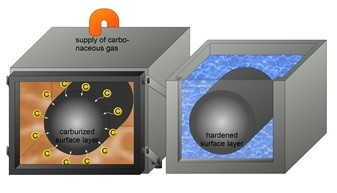 supply of carbo-
naceous gas
C
C
C
C
C
C
C
C
C
C
C
carburized
surface layer
hardened
surface layer